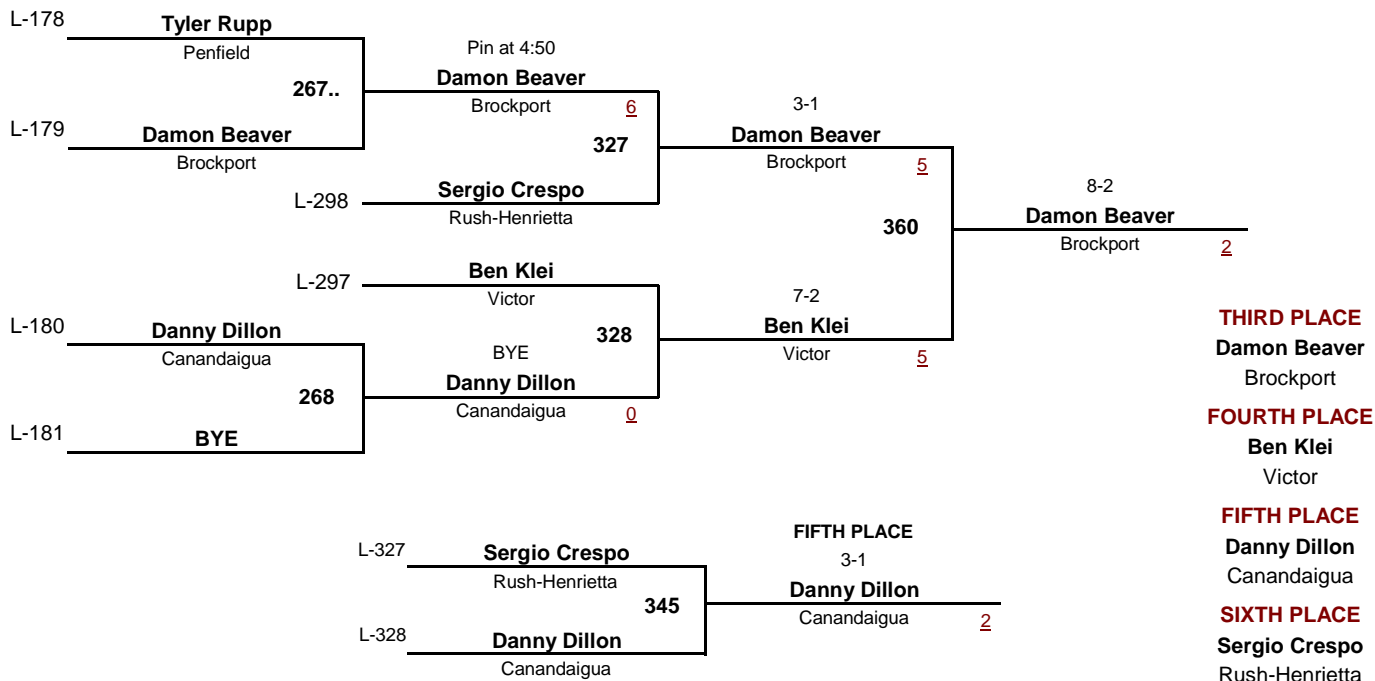 L-178
Tyler Rupp
Penfield
267..
L-179
Damon Beaver
Brockport
Pin at 4:50
Damon Beaver
Brockport
6
327
L-298
Sergio Crespo
Rush-Henrietta
3-1
Damon Beaver
Brockport
5
360
8-2
Damon Beaver
Brockport
2
L-297
Ben Klei
Victor
328
7-2
Ben Klei
Victor
5
L-180
Danny Dillon
Canandaigua
268
L-181
BYE
BYE
Danny Dillon
Canandaigua
0
L-327
Sergio Crespo
Rush-Henrietta
345
L-328
Danny Dillon
Canandaigua
FIFTH PLACE
3-1
Danny Dillon
Canandaigua
2
THIRD PLACE
Damon Beaver
Brockport
FOURTH PLACE
Ben Klei
Victor
FIFTH PLACE
Danny Dillon
Canandaigua
SIXTH PLACE
Sergio Crespo
Rush-Henrietta